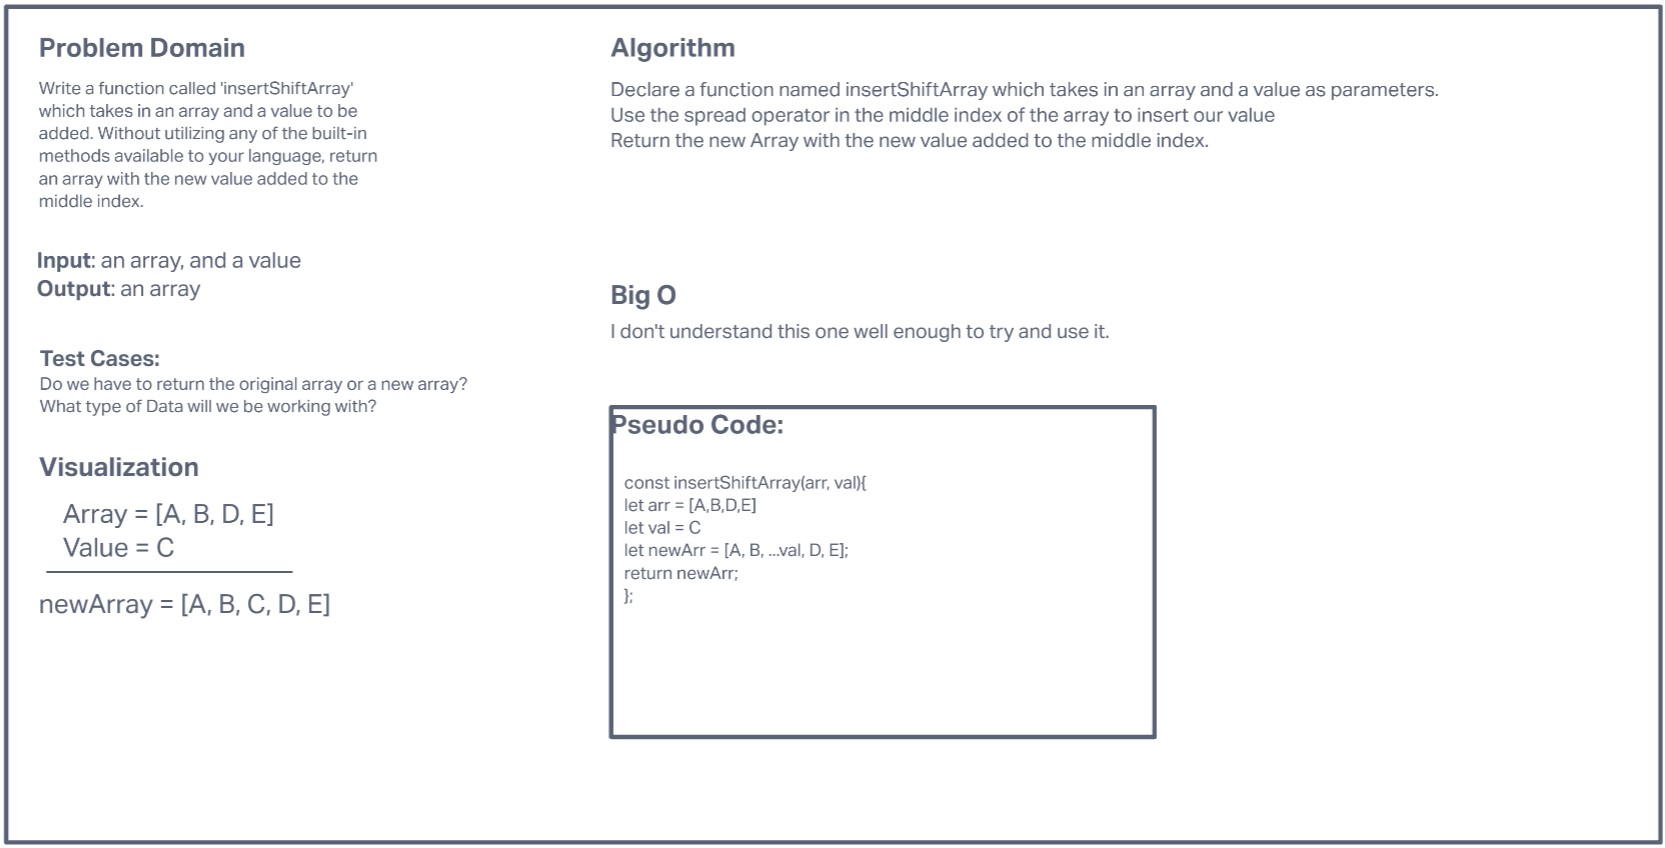 Problem Domain
Write a function called 'insertShiftArray'
which takes in an array and a value to be
added. Without utilizing any of the built-in
methods available to your language, return
an array with the new value added to the
middle index.
Input: an array, and a value
Output: an array
Test Cases:
Do we have to return the original array or a new array?
What type of Data will we be working with?
Visualization
Array = [A, B, D, E]
Value = C
newArray = [A, B, C, D, E]
Algorithm
Declare a function named insertShiftArray which takes in an array and a value as parameters.
Use the spread operator in the middle index of the array to insert our value
Return the new Array with the new value added to the middle index.
Big O
I don't understand this one well enough to try and use it.
Pseudo Code:
const insertShiftArray(arr, val){
let arr = [A,B,D,E]
let val = C
let newArr = [A, B, ...val, D, E];
return newArr;
};